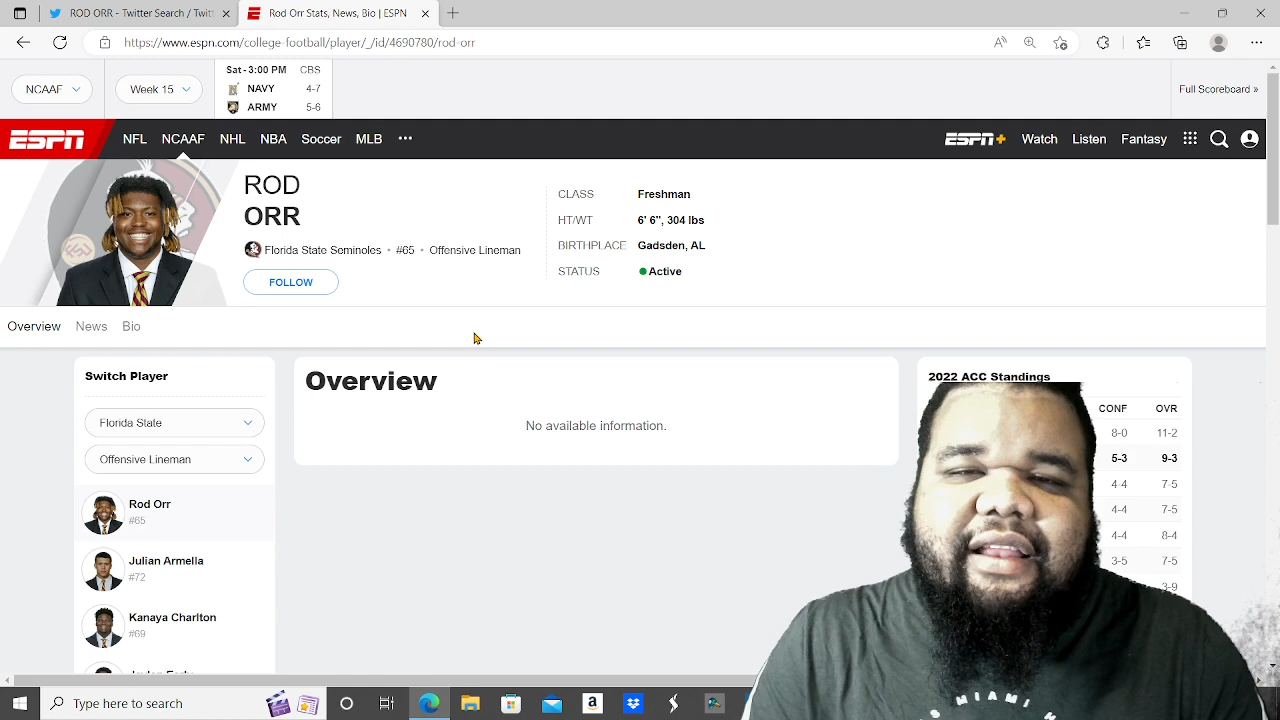 ROD ORR - Twitter Search / Twitt
Rod Orr Stats, News, Bio | ESPN
https://www.espn.com/college-football/player/_/id/4690780/rod-orr
NCAAF
Week 15
Sat - 3:00 PM CBS
NAVY 4-7
ARMY 5-6
Full Scoreboard »
ESPN NFL NCAAF NHL NBA Soccer MLB ••• ESPN+ Watch Listen Fantasy
ROD
ORR
Florida State Seminoles • #65 • Offensive Lineman
FOLLOW
CLASS Freshman
HT/WT 6' 6", 304 lbs
BIRTHPLACE Gadsden, AL
STATUS Active
Overview News Bio
Switch Player
Florida State
Offensive Lineman
Rod Orr
#65
Julian Armella
#72
Kanaya Charlton
#69
Overview
No available information.
2022 ACC Standings
CONF OVR
8-0 11-2
5-3 9-3
4-4 7-5
4-4 7-5
4-4 8-4
3-5 7-5
3-9
MIAMI
Type here to search